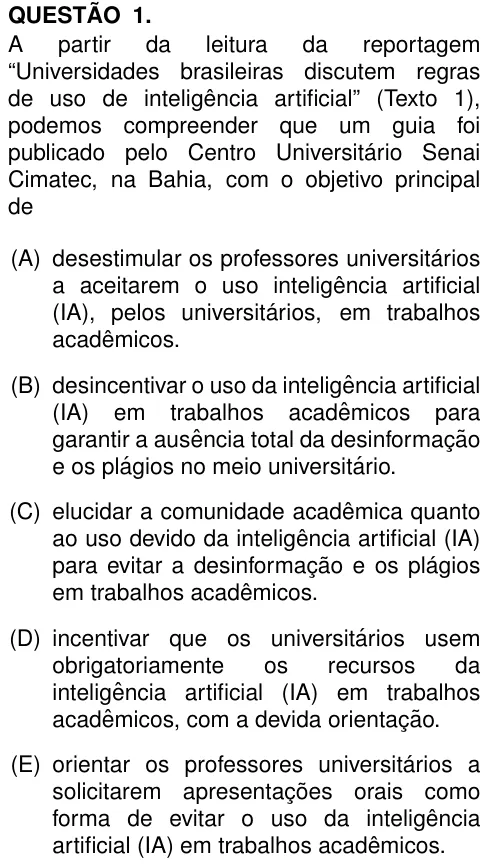 QUESTÃO 1.
A partir da leitura da reportagem
“Universidades brasileiras discutem regras
de uso de inteligência artificial” (Texto 1),
podemos compreender que um guia foi
publicado pelo Centro Universitário Senai
Cimatec, na Bahia, com o objetivo principal
de
(A) desestimular os professores universitários
a aceitarem o uso inteligência artificial
(IA), pelos universitários, em trabalhos
acadêmicos.
(B) desincentivar o uso da inteligência artificial
(IA) em trabalhos acadêmicos para
garantir a ausência total da desinformação
e os plágios no meio universitário.
(C) elucidar a comunidade acadêmica quanto
ao uso devido da inteligência artificial (IA)
para evitar a desinformação e os plágios
em trabalhos acadêmicos.
(D) incentivar que os universitários usem
obrigatoriamente os recursos da
inteligência artificial (IA) em trabalhos
acadêmicos, com a devida orientação.
(E) orientar os professores universitários a
solicitarem apresentações orais como
forma de evitar o uso da inteligência
artificial (IA) em trabalhos acadêmicos.